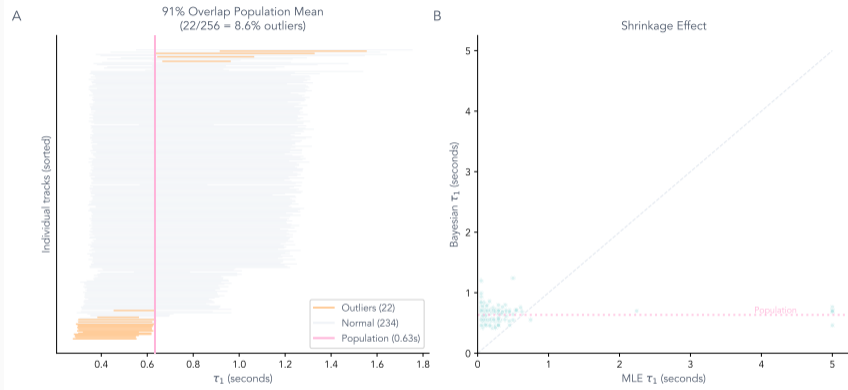 A
91% Overlap Population Mean
(22/256 = 8.6% outliers)
Individual tracks (sorted)
Outliers (22)
Normal (234)
Population (0.63s)
0.4 0.6 0.8 1.0 1.2 1.4 1.6 1.8
τ₁ (seconds)
B
Shrinkage Effect
Bayesian τ₁ (seconds)
5
4
3
2
1
0
Population
0 1 2 3 4 5
MLE τ₁ (seconds)